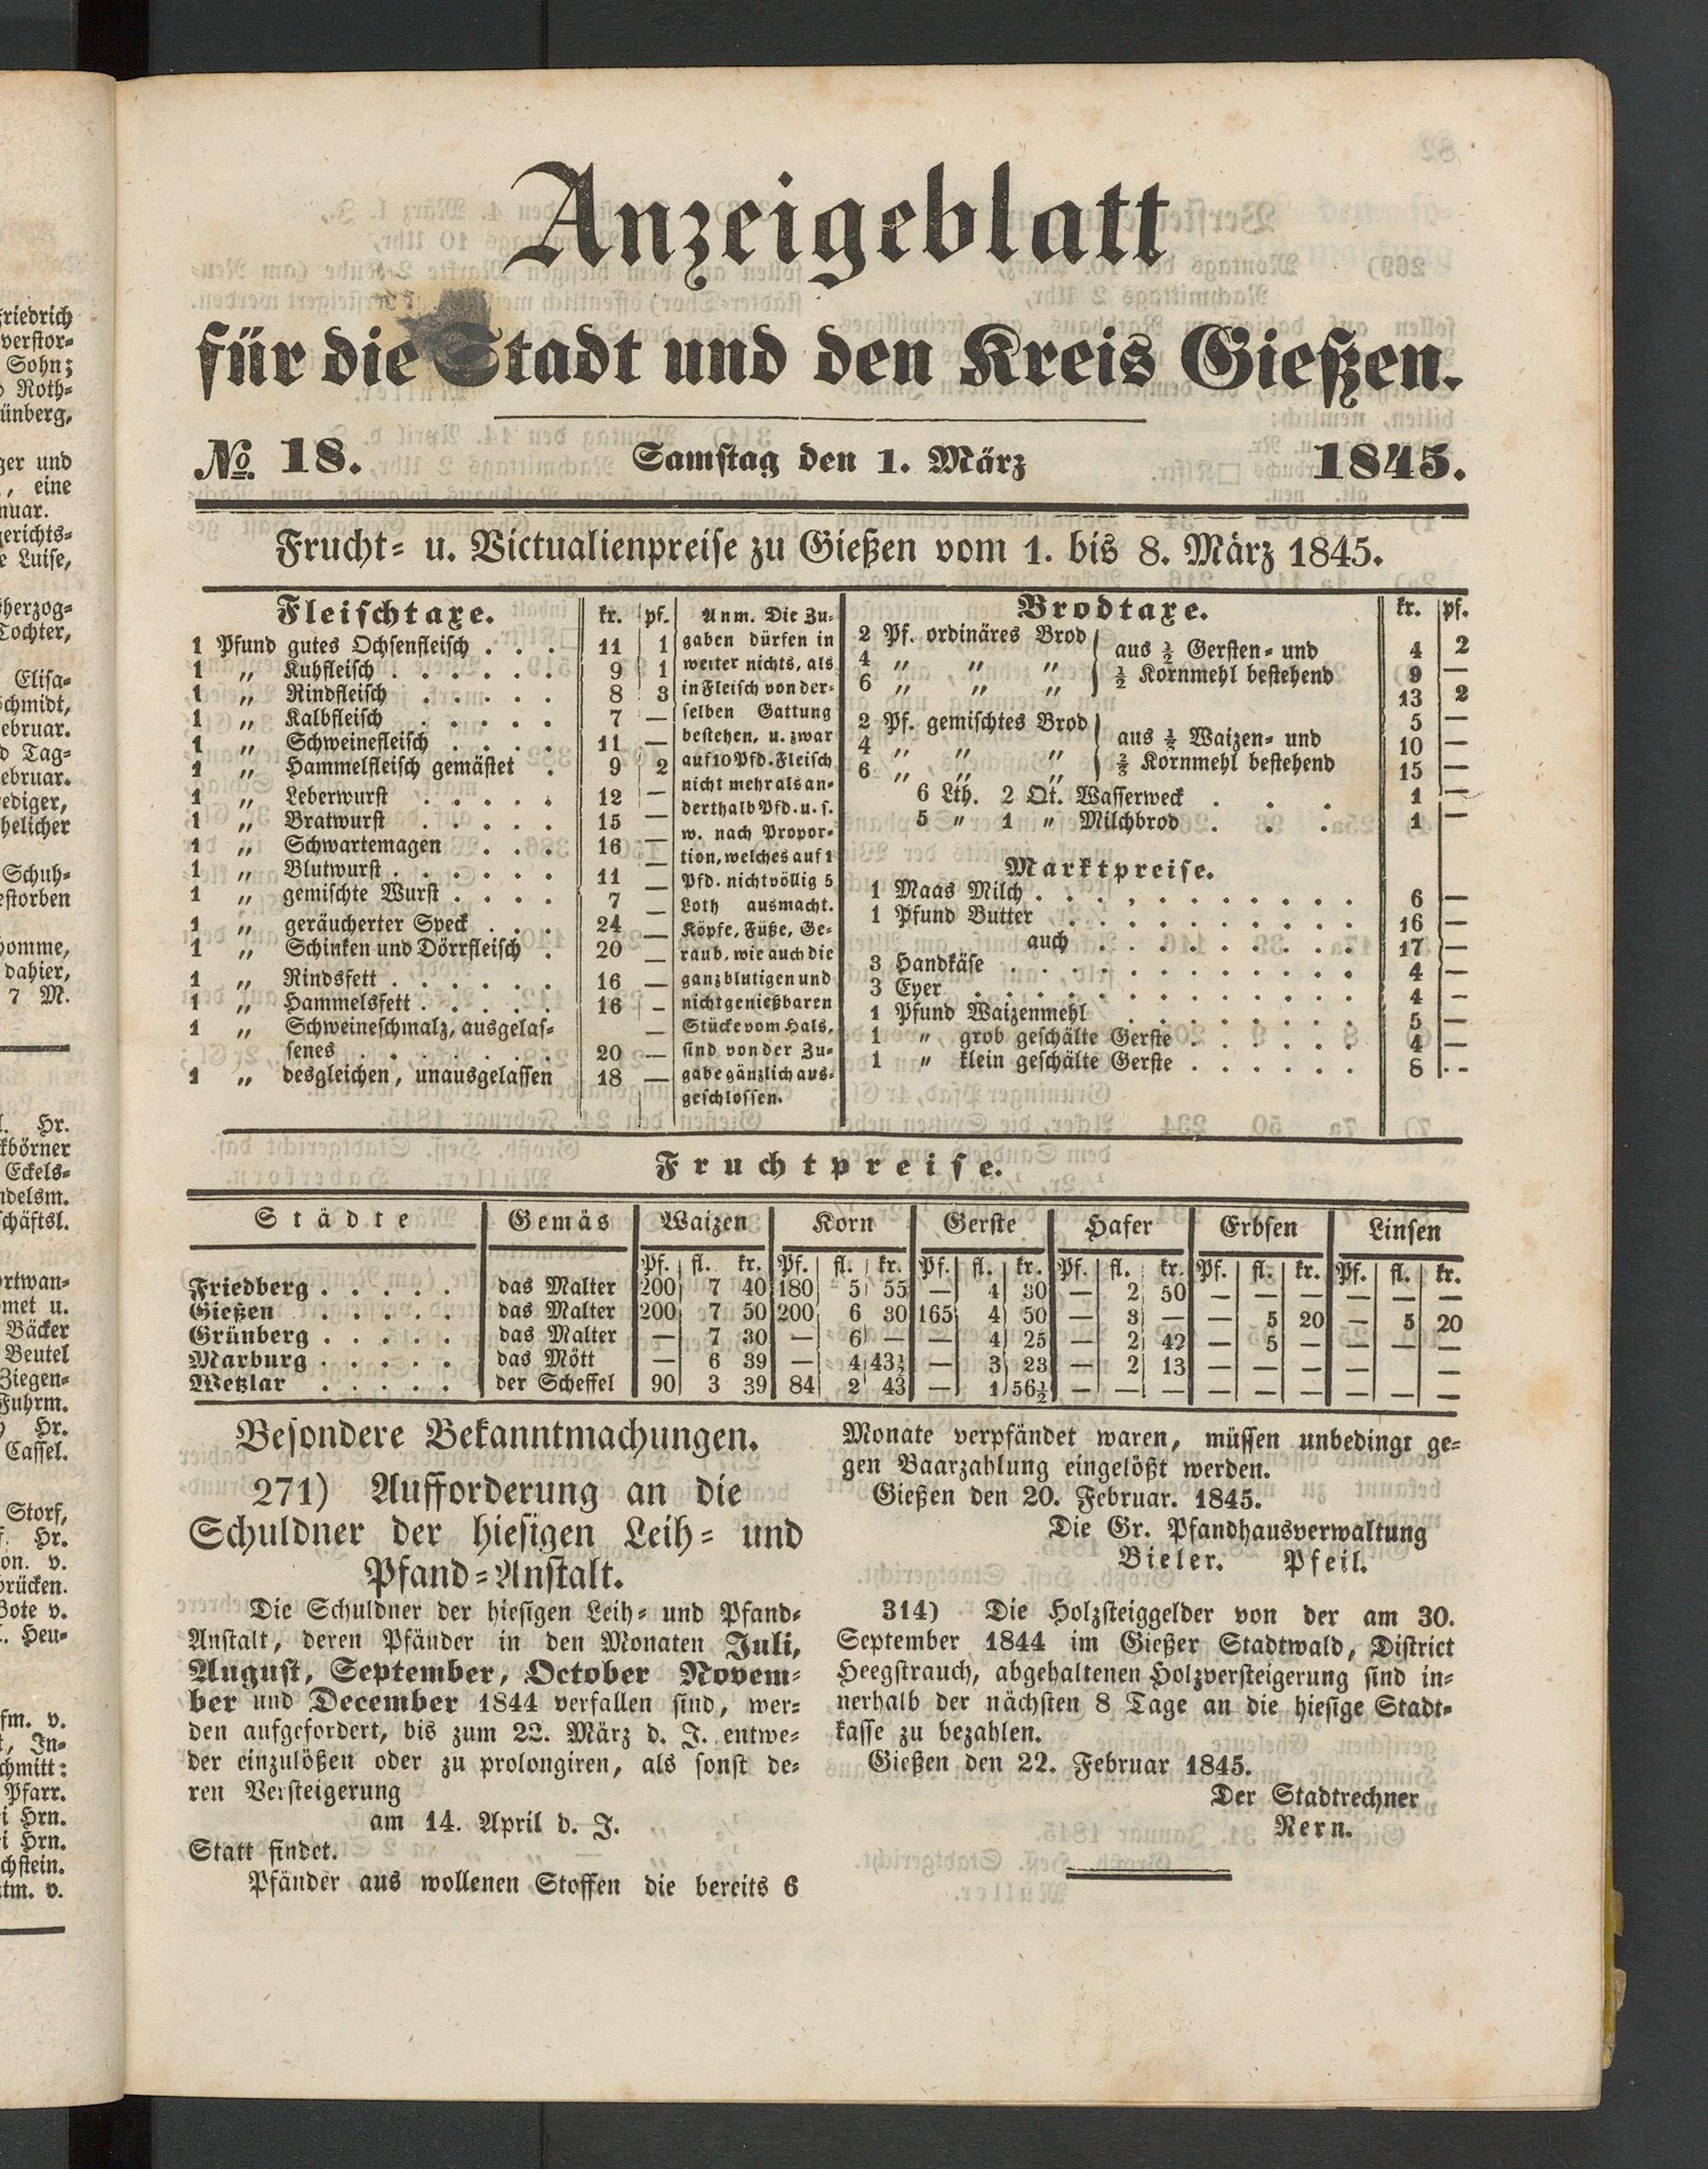 Anzeigeblatt
für die Stadt und den Kreis Gießen.
No. 18. Samstag den 1. März 1845.
Frucht- u. Victualienpreise zu Gießen vom 1. bis 8. März 1845.
Fleischtaxe. kr. pf.
1 Pfund gutes Ochsenfleisch . . . 11 1
1 „ Kuhfleisch . . . . . . 9 1
1 „ Rindfleisch . . . . . 8 3
1 „ Kalbfleisch . . . . . 7 —
1 „ Schweinefleisch . . . . 11 —
1 „ Hammelfleisch gemästet . 9 2
1 „ Leberwurst . . . . . 12 —
1 „ Bratwurst . . . . . 15 —
1 „ Schwartemagen . . . 16 —
1 „ Blutwurst . . . . . . 11 —
1 „ gemischte Wurst . . . . 7 —
1 „ geräucherter Speck . . . 24 —
1 „ Schinken und Dörrfleisch . 20 —
1 „ Rindsfett . . . . . . 16 —
1 „ Hammelsfett . . . . . 16 -
1 „ Schweineschmalz, ausgelas-
senes . . . . . . . 20 —
1 „ desgleichen, unausgelassen 18 —
Anm. Die Zu-
gaben dürfen in
weiter nichts, als
in Fleisch von der-
selben Gattung
bestehen, u. zwar
auf 10 Pfd. Fleisch
nicht mehr als an-
derthalb Pfd. u. s.
w. nach Propor-
tion, welches auf 1
Pfd. nicht völlig 5
Loth ausmacht.
Köpfe, Füße, Ge-
raub, wie auch die
ganz blutigen und
nicht genießbaren
Stücke vom Hals,
sind von der Zu-
gabe gänzlich aus-
geschlossen.
Brodtaxe. kr. pf.
2 Pf. ordinäres Brod aus ½ Gersten- und 4 2
4 „ „ „ ½ Kornmehl bestehend 9 —
6 „ „ „ 13 2
2 Pf. gemischtes Brod 5 —
4 „ „ „ aus ⅓ Waizen- und 10 —
6 „ „ „ ⅔ Kornmehl bestehend 15 —
6 Lth. 2 Qt. Wasserweck . . . 1 —
5 „ 1 „ Milchbrod . . . 1 —
Marktpreise.
1 Maas Milch . . . . . . . . . . . 6 —
1 Pfund Butter . . . . . . . . . . 16 —
auch . . . . . . . . . 17 —
3 Handkäse . . . . . . . . . . . . 4 —
3 Eyer . . . . . . . . . . . . . 4 -
1 Pfund Waizenmehl . . . . . . . . 5 —
1 „ grob geschälte Gerste . . . . . . 4 —
1 „ klein geschälte Gerste . . . . . . 8 --
Fruchtpreise.
Städte Gemäs Waizen Korn Gerste Hafer Erbsen Linsen
Pf. fl. kr. Pf. fl. kr. Pf. fl. kr. Pf. fl. kr. Pf. fl. kr. Pf. fl. kr.
Friedberg . . . . . das Malter 200 7 40 180 5 55 — 4 30 — 2 50 — — — — — —
Gießen . . . . . das Malter 200 7 50 200 6 30 165 4 50 — 3 — — 5 20 — 5 20
Grünberg . . . . . das Malter — 7 30 — 6 — — 4 25 — 2 42 — 5 — — — —
Marburg . . . . . das Mött — 6 39 — 4 43½ — 3 23 — 2 13 — — — — — —
Wetzlar . . . . . der Scheffel 90 3 39 84 2 43 — 1 56½ — — — — — — — — —
Besondere Bekanntmachungen.
271) Aufforderung an die
Schuldner der hiesigen Leih- und
Pfand-Anstalt.
Die Schuldner der hiesigen Leih- und Pfand-
Anstalt, deren Pfänder in den Monaten Juli,
August, September, October Novem-
ber und December 1844 verfallen sind, wer-
den aufgefordert, bis zum 22. März d. J. entwe-
der einzulößen oder zu prolongiren, als sonst de-
ren Versteigerung
am 14. April d. J.
Statt findet.
Pfänder aus wollenen Stoffen die bereits 6
Monate verpfändet waren, müssen unbedingt ge-
gen Baarzahlung eingelößt werden.
Gießen den 20. Februar. 1845.
Die Gr. Pfandhausverwaltung
Bieler. Pfeil.
314) Die Holzsteiggelder von der am 30.
September 1844 im Gießer Stadtwald, District
Heegstrauch, abgehaltenen Holzversteigerung sind in-
nerhalb der nächsten 8 Tage an die hiesige Stadt-
kasse zu bezahlen.
Gießen den 22. Februar 1845.
Der Stadtrechner
Nern.